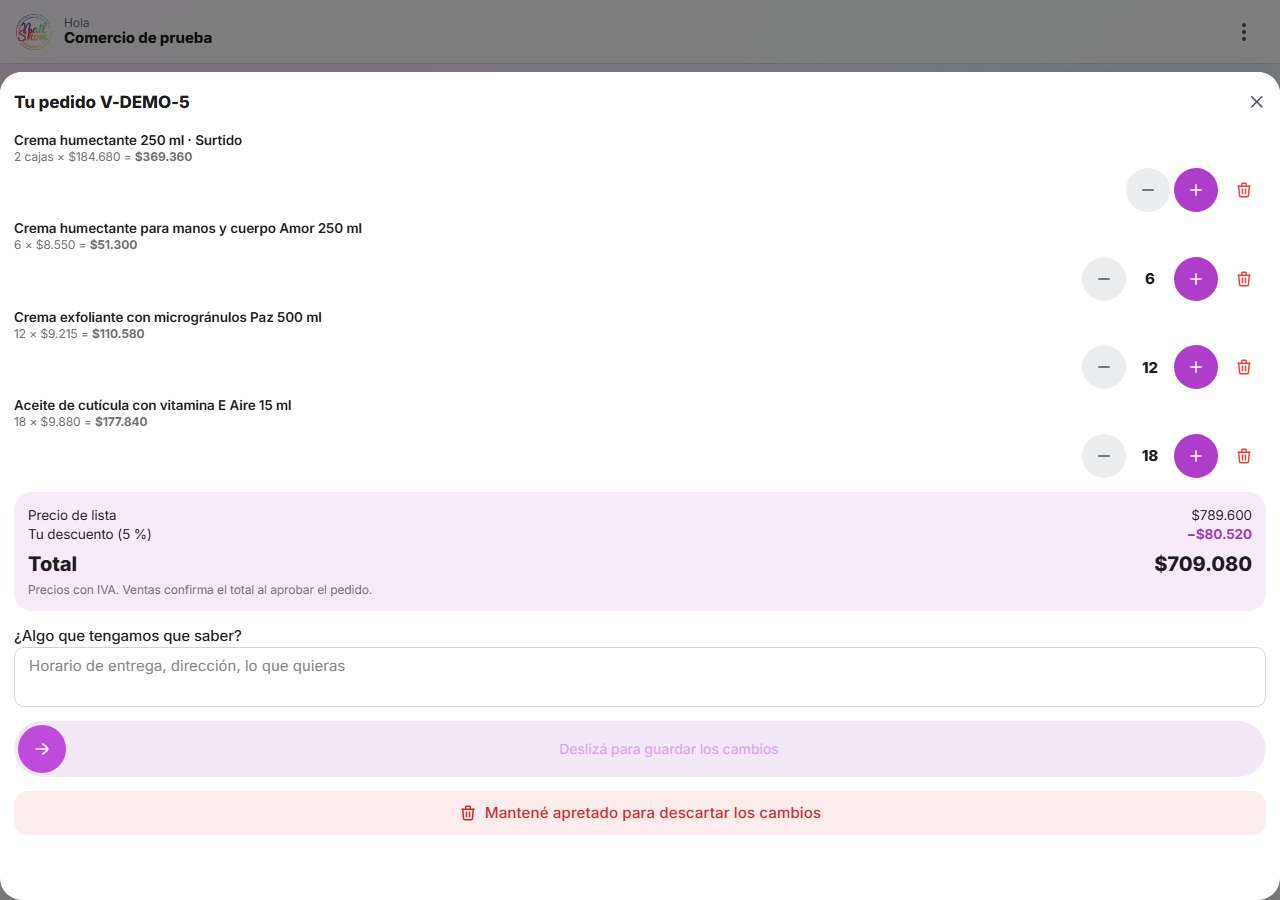 Nail Show
Hola
Comercio de prueba
Tu pedido V-DEMO-5
Crema humectante 250 ml · Surtido
2 cajas × $184.680 = $369.360
Crema humectante para manos y cuerpo Amor 250 ml
6 × $8.550 = $51.300
6
Crema exfoliante con microgránulos Paz 500 ml
12 × $9.215 = $110.580
12
Aceite de cutícula con vitamina E Aire 15 ml
18 × $9.880 = $177.840
18
Precio de lista $789.600
Tu descuento (5 %) −$80.520
Total $709.080
Precios con IVA. Ventas confirma el total al aprobar el pedido.
¿Algo que tengamos que saber?
Horario de entrega, dirección, lo que quieras
Deslizá para guardar los cambios
Mantené apretado para descartar los cambios